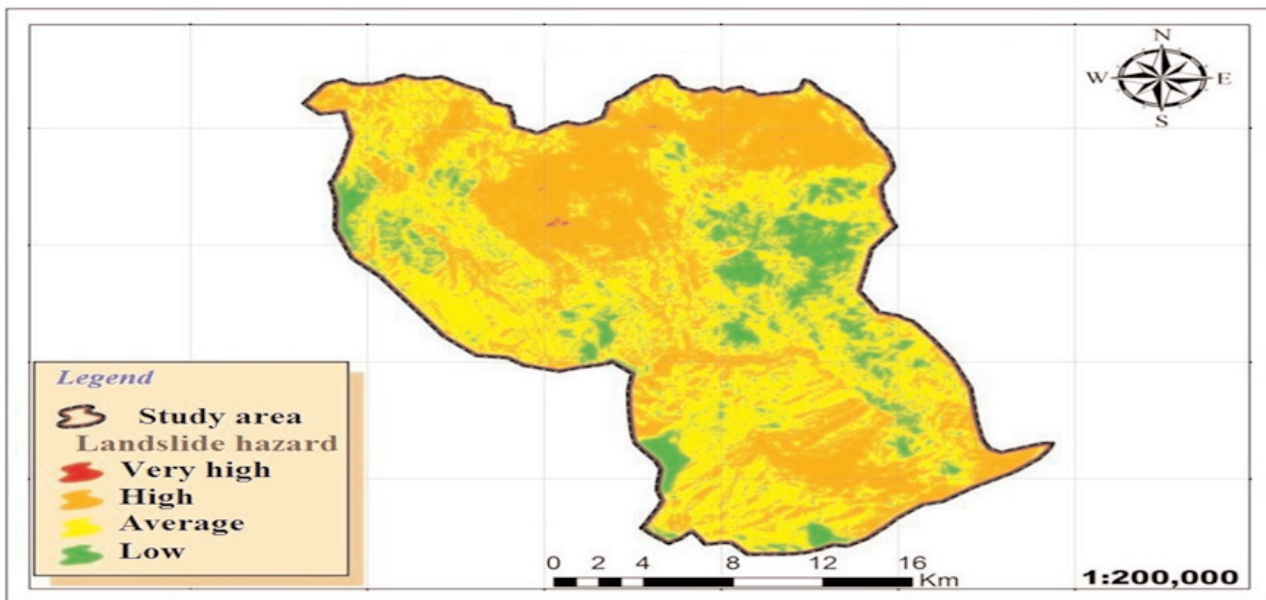 N
W E
S
Legend
Study area
Landslide hazard
Very high
High
Average
Low
0 2 4 8 12 16
Km
1:200,000